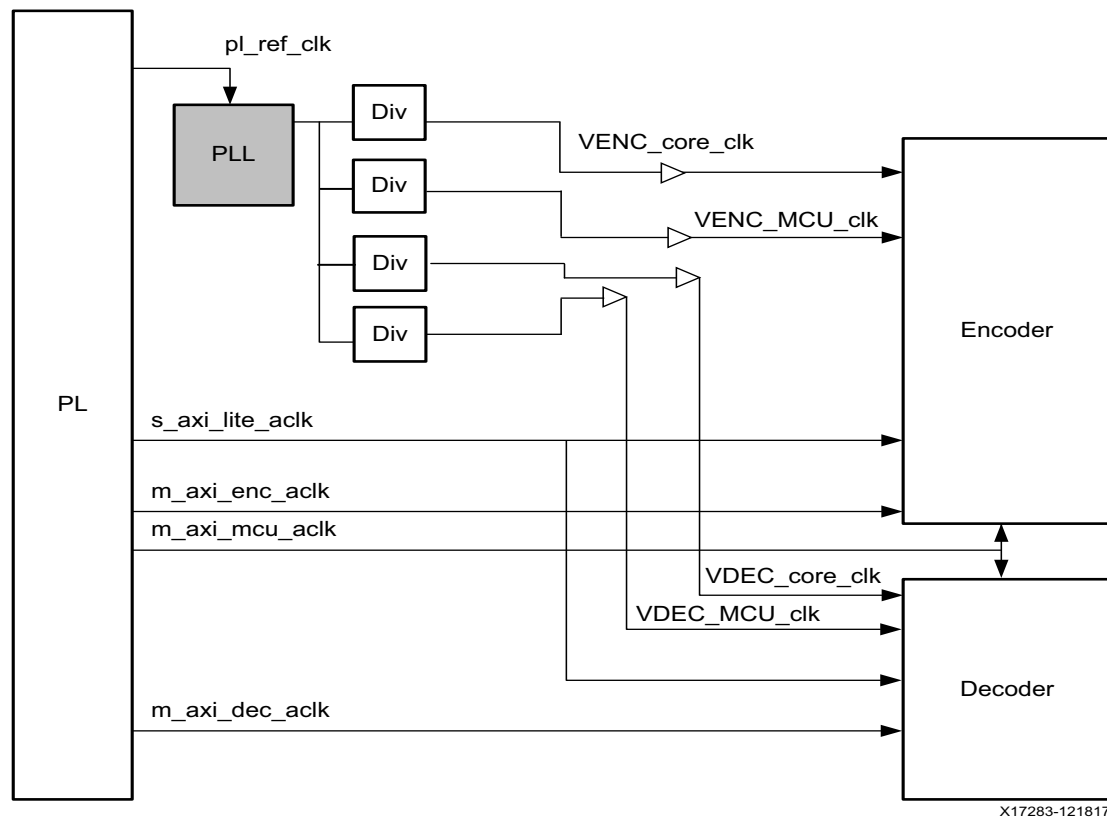 pl_ref_clk
PLL
Div
VENC_core_clk
Div
VENC_MCU_clk
Div
Div
Encoder
PL
s_axi_lite_aclk
m_axi_enc_aclk
m_axi_mcu_aclk
VDEC_core_clk
VDEC_MCU_clk
Decoder
m_axi_dec_aclk
X17283-121817